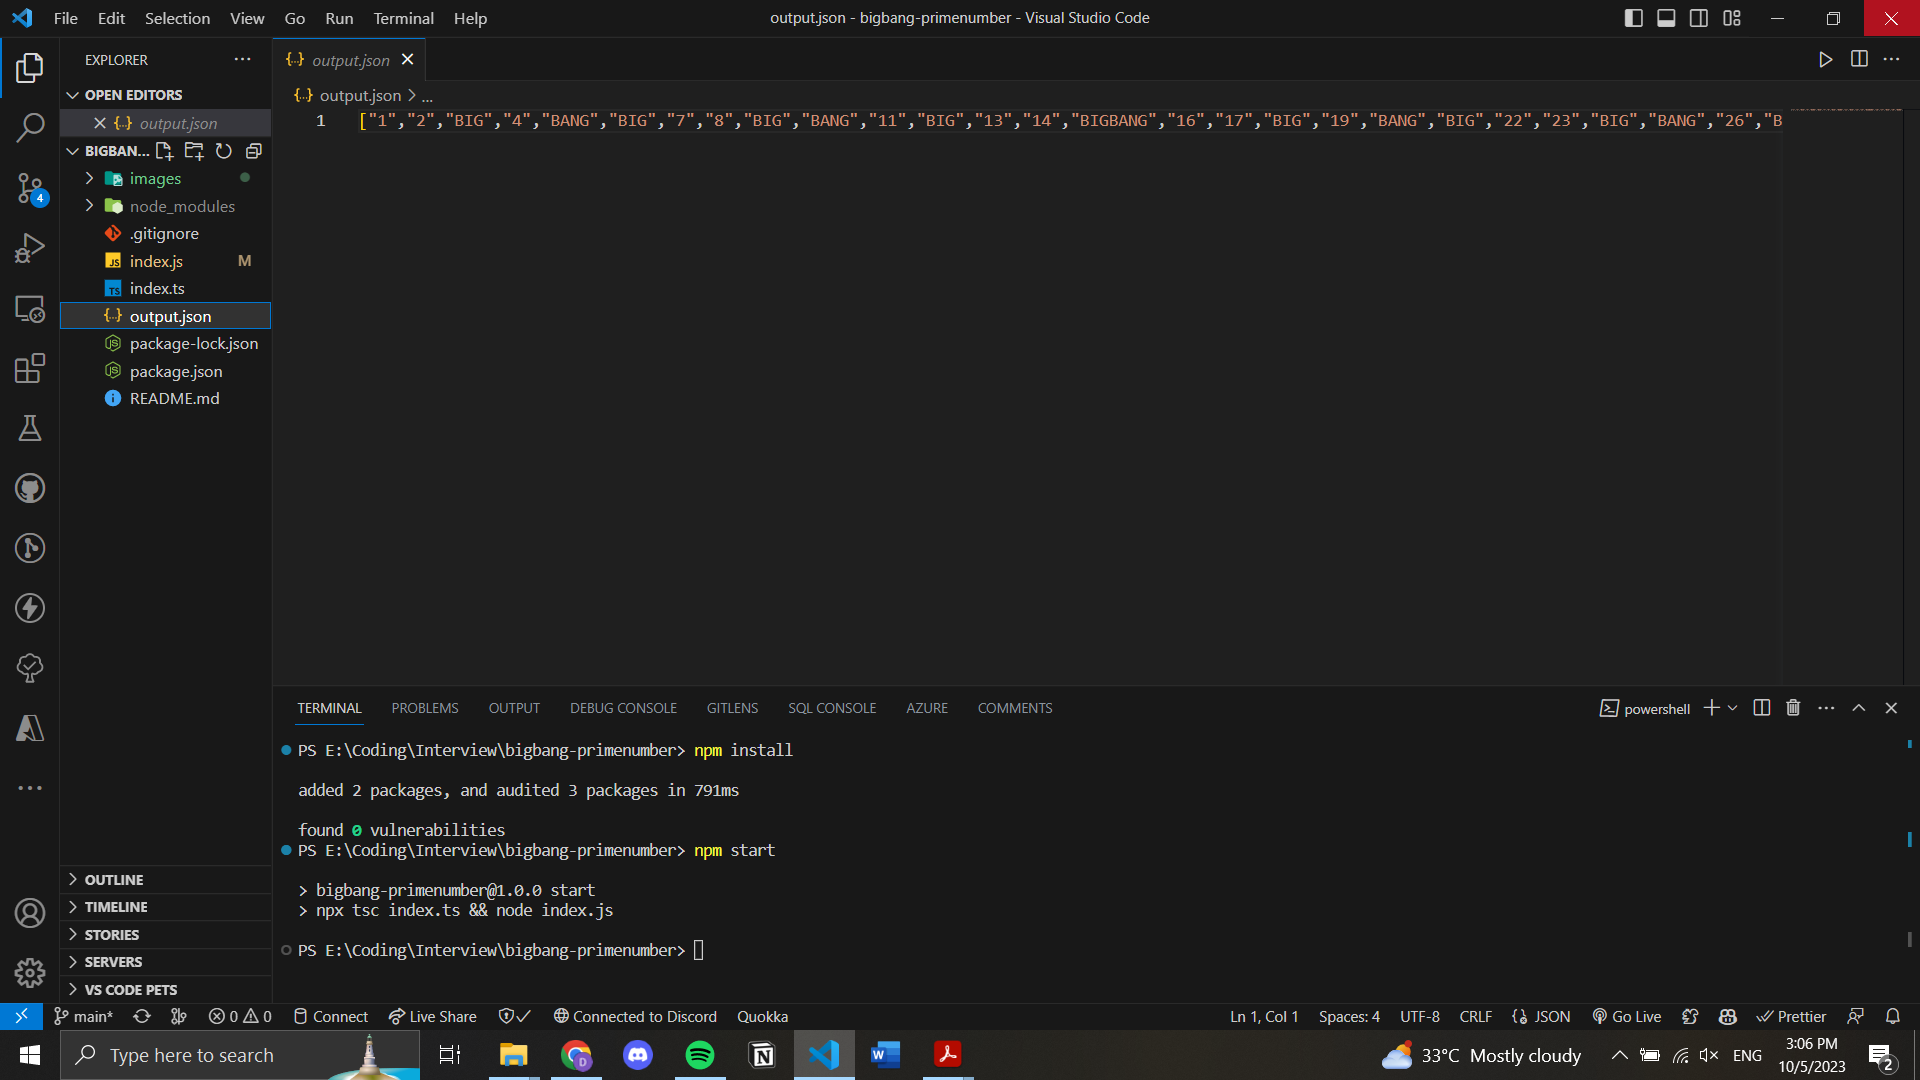 File Edit Selection View Go Run Terminal Help
output.json - bigbang-primenumber - Visual Studio Code
EXPLORER
OPEN EDITORS
output.json
BIGBAN...
images
node_modules
.gitignore
index.js M
index.ts
output.json
package-lock.json
package.json
README.md
OUTLINE
TIMELINE
STORIES
SERVERS
VS CODE PETS
4
output.json
output.json > ...
1 ["1","2","BIG","4","BANG","BIG","7","8","BIG","BANG","11","BIG","13","14","BIGBANG","16","17","BIG","19","BANG","BIG","22","23","BIG","BANG","26","B
TERMINAL PROBLEMS OUTPUT DEBUG CONSOLE GITLENS SQL CONSOLE AZURE COMMENTS
powershell
PS E:\Coding\Interview\bigbang-primenumber> npm install
added 2 packages, and audited 3 packages in 791ms
found 0 vulnerabilities
PS E:\Coding\Interview\bigbang-primenumber> npm start
> bigbang-primenumber@1.0.0 start
> npx tsc index.ts && node index.js
PS E:\Coding\Interview\bigbang-primenumber>
main* 0 0 Connect Live Share Connected to Discord Quokka
Ln 1, Col 1 Spaces: 4 UTF-8 CRLF JSON Go Live Prettier
Type here to search
33°C Mostly cloudy ENG
3:06 PM
10/5/2023
2